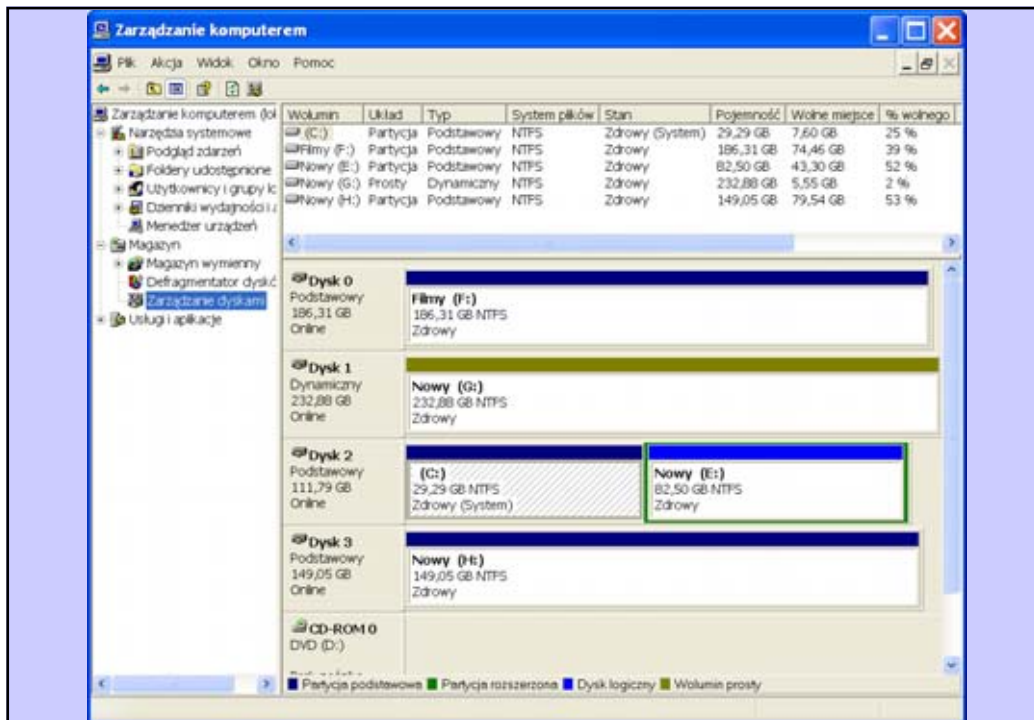 Zarządzanie komputerem
Plik Akcja Widok Okno Pomoc
Zarządzanie komputerem (lol
Narzędzia systemowe
Podgląd zdarzeń
Foldery udostępnione
Użytkownicy i grupy lc
Dzienniki wydajności i z
Menedżer urządzeń
Magazyn
Magazyn wymienny
Defragmentator dyskó
Zarządzanie dyskami
Usługi i aplikacje
Wolumin Układ Typ System plików Stan Pojemność Wolne miejsce % wolnego
(C:) Partycja Podstawowy NTFS Zdrowy (System) 29,29 GB 7,60 GB 25 %
Filmy (F:) Partycja Podstawowy NTFS Zdrowy 186,31 GB 74,46 GB 39 %
Nowy (E:) Partycja Podstawowy NTFS Zdrowy 82,50 GB 43,30 GB 52 %
Nowy (G:) Prosty Dynamiczny NTFS Zdrowy 232,88 GB 5,55 GB 2 %
Nowy (H:) Partycja Podstawowy NTFS Zdrowy 149,05 GB 79,54 GB 53 %
Dysk 0
Podstawowy
186,31 GB
Online
Filmy (F:)
186,31 GB NTFS
Zdrowy
Dysk 1
Dynamiczny
232,88 GB
Online
Nowy (G:)
232,88 GB NTFS
Zdrowy
Dysk 2
Podstawowy
111,79 GB
Online
(C:)
29,29 GB NTFS
Zdrowy (System)
Nowy (E:)
82,50 GB NTFS
Zdrowy
Dysk 3
Podstawowy
149,05 GB
Online
Nowy (H:)
149,05 GB NTFS
Zdrowy
CD-ROM 0
DVD (D:)
Partycja podstawowa Partycja rozszerzona Dysk logiczny Wolumin prosty